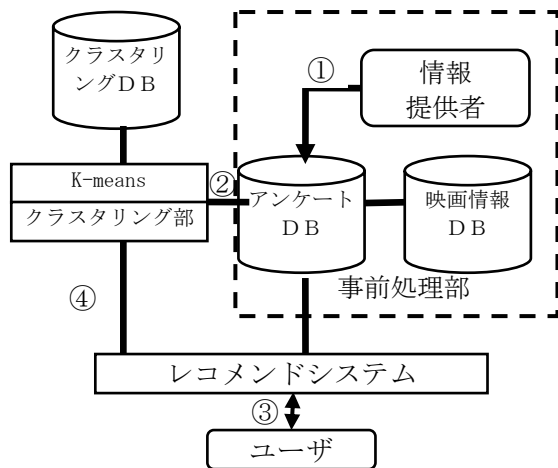 クラスタリ
ングＤＢ
①
情報
提供者
K-means
クラスタリング部
②
アンケート
ＤＢ
映画情報
ＤＢ
事前処理部
④
レコメンドシステム
③
ユーザ